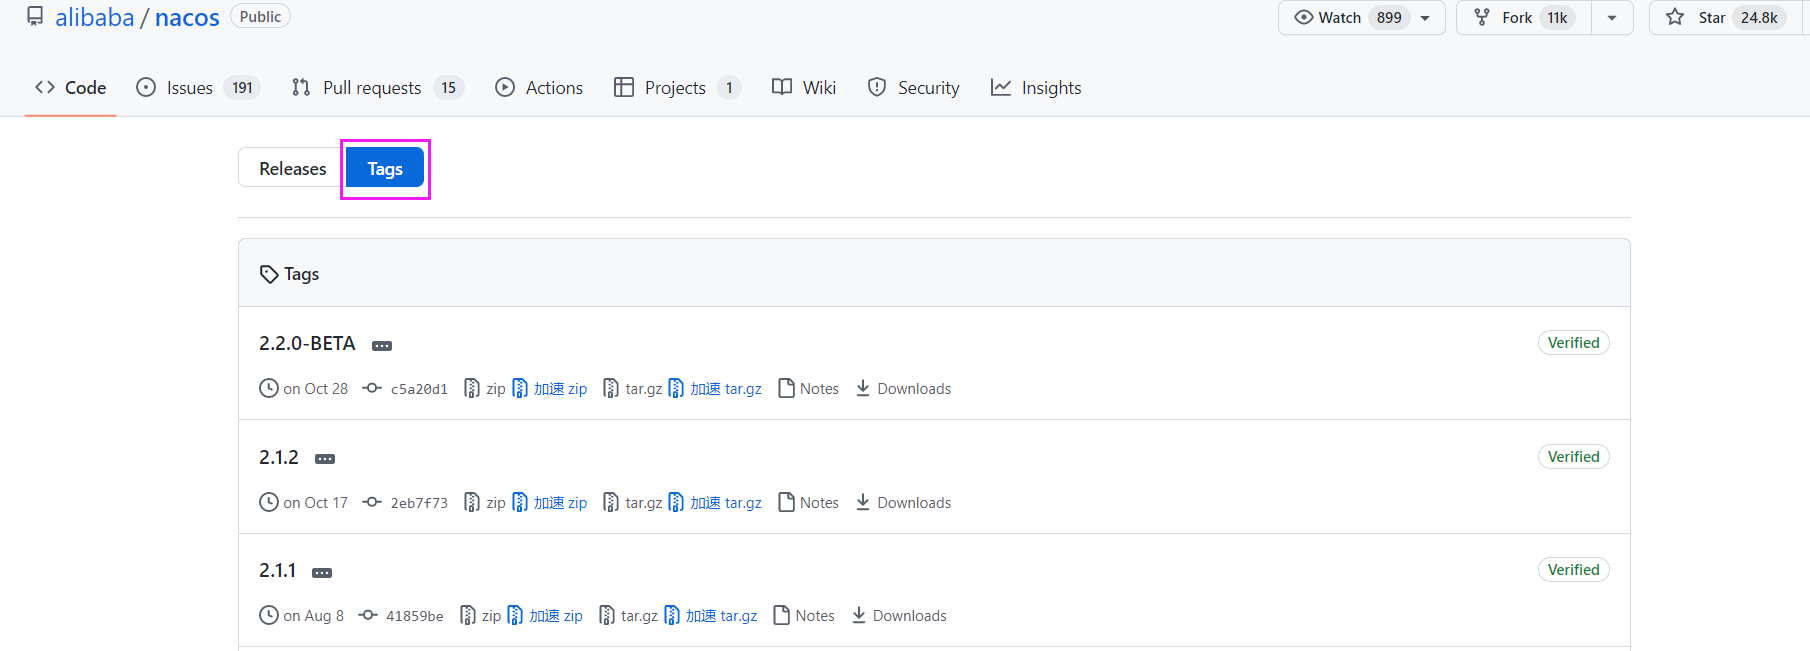 alibaba / nacos Public Watch 899 Fork 11k Star 24.8k
Code Issues 191 Pull requests 15 Actions Projects 1 Wiki Security Insights
Releases Tags
Tags
2.2.0-BETA Verified
on Oct 28 c5a20d1 zip 加速 zip tar.gz 加速 tar.gz Notes Downloads
2.1.2 Verified
on Oct 17 2eb7f73 zip 加速 zip tar.gz 加速 tar.gz Notes Downloads
2.1.1 Verified
on Aug 8 41859be zip 加速 zip tar.gz 加速 tar.gz Notes Downloads